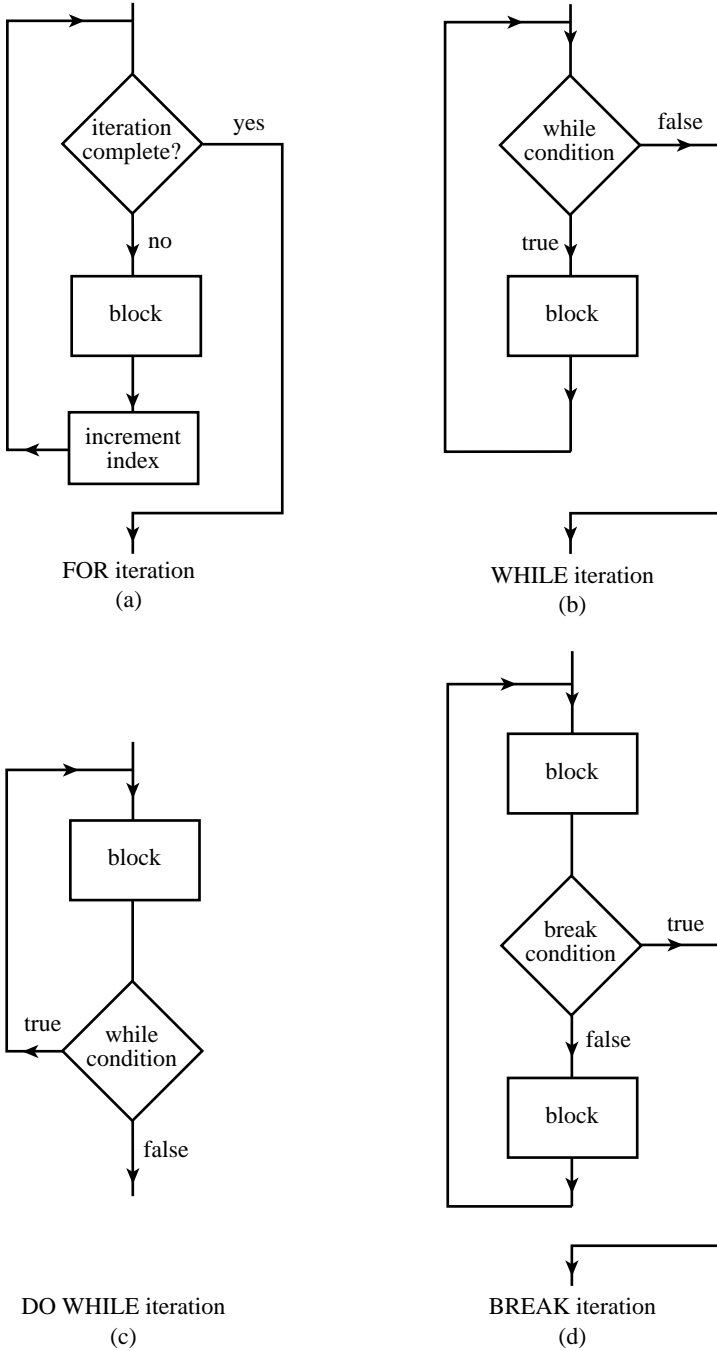 iteration
complete?
yes
no
block
increment
index
FOR iteration
(a)
while
condition
false
true
block
WHILE iteration
(b)
block
true
while
condition
false
DO WHILE iteration
(c)
block
break
condition
true
false
block
BREAK iteration
(d)